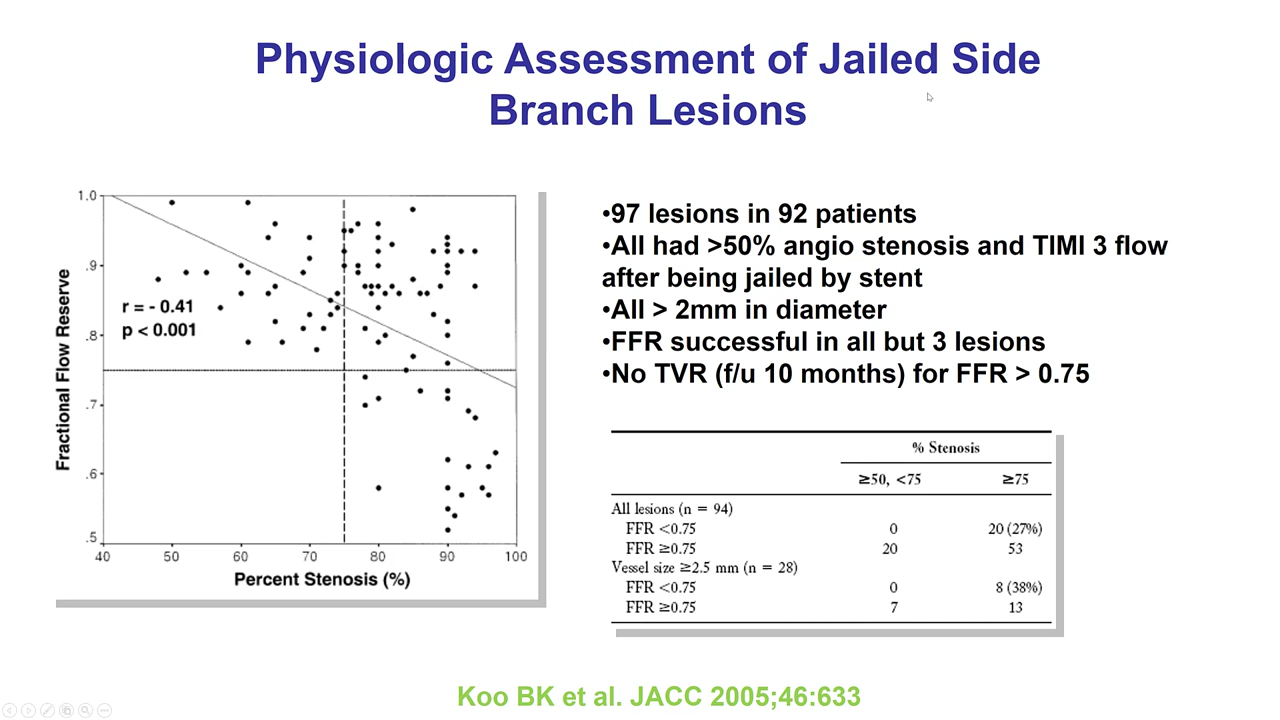 Physiologic Assessment of Jailed Side
Branch Lesions
1.0
.9
.8
.7
.6
.5
Fractional Flow Reserve
r = - 0.41
p < 0.001
40 50 60 70 80 90 100
Percent Stenosis (%)
•97 lesions in 92 patients
•All had >50% angio stenosis and TIMI 3 flow
after being jailed by stent
•All > 2mm in diameter
•FFR successful in all but 3 lesions
•No TVR (f/u 10 months) for FFR > 0.75
% Stenosis
≥50, <75 ≥75
All lesions (n = 94)
FFR <0.75 0 20 (27%)
FFR ≥0.75 20 53
Vessel size ≥2.5 mm (n = 28)
FFR <0.75 0 8 (38%)
FFR ≥0.75 7 13
Koo BK et al. JACC 2005;46:633